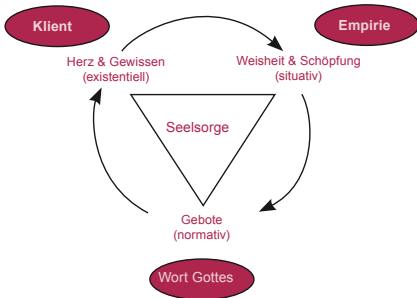 Klient
Empirie
Herz & Gewissen
(existentiell)
Weisheit & Schöpfung
(situativ)
Seelsorge
Gebote
(normativ)
Wort Gottes